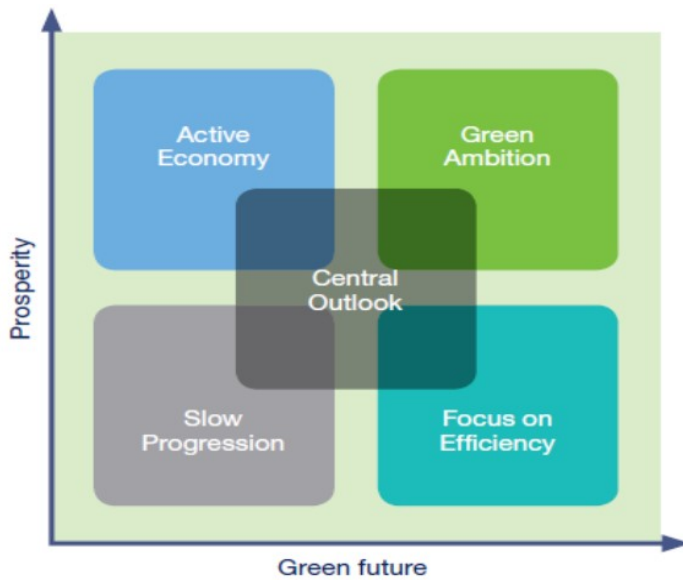 Active
Economy
Green
Ambition
Central
Outlook
Slow
Progression
Focus on
Efficiency
Prosperity
Green future